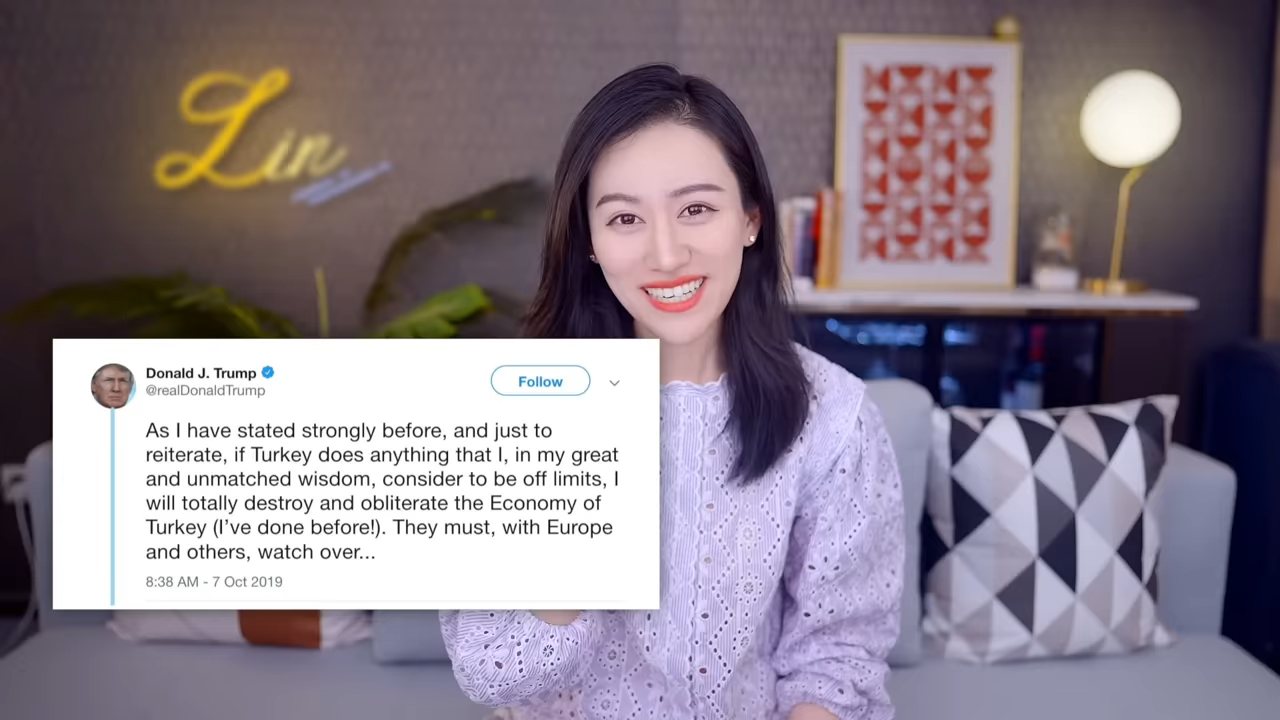 Lin
Donald J. Trump
@realDonaldTrump
Follow
As I have stated strongly before, and just to
reiterate, if Turkey does anything that I, in my great
and unmatched wisdom, consider to be off limits, I
will totally destroy and obliterate the Economy of
Turkey (I’ve done before!). They must, with Europe
and others, watch over...
8:38 AM - 7 Oct 2019